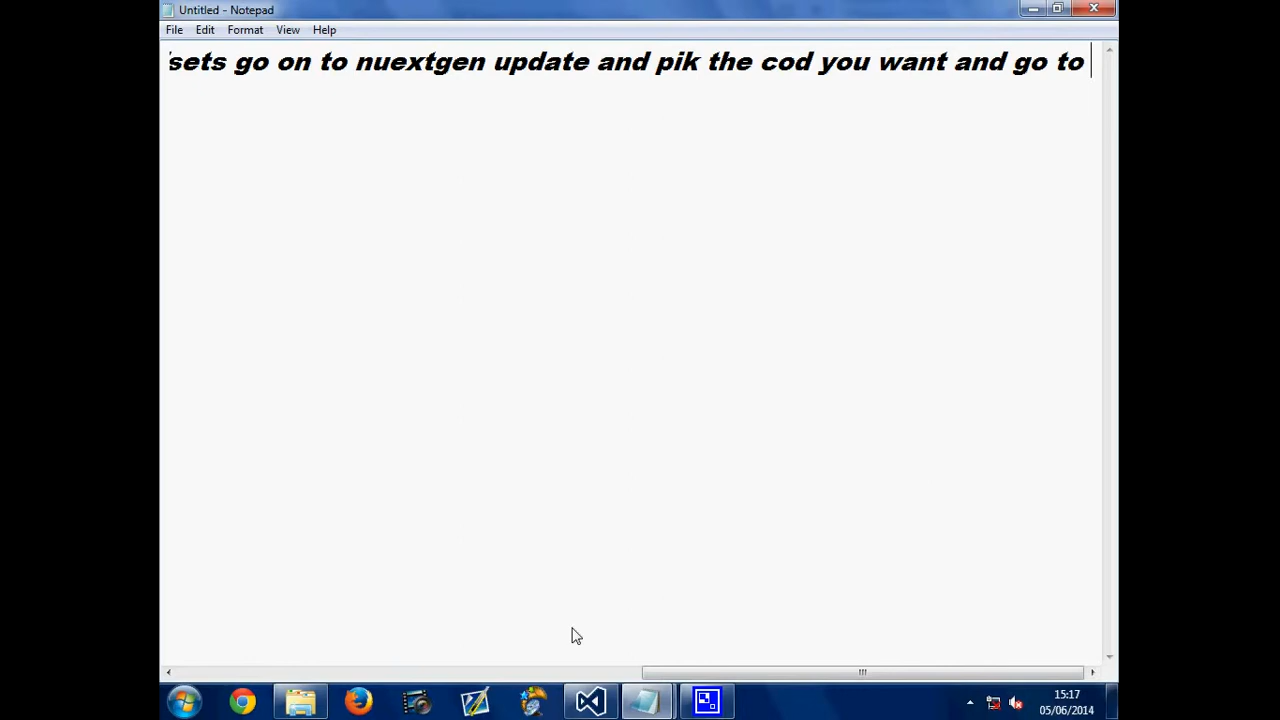 Untitled - Notepad
File Edit Format View Help
sets go on to nuextgen update and pik the cod you want and go to
15:17
05/06/2014